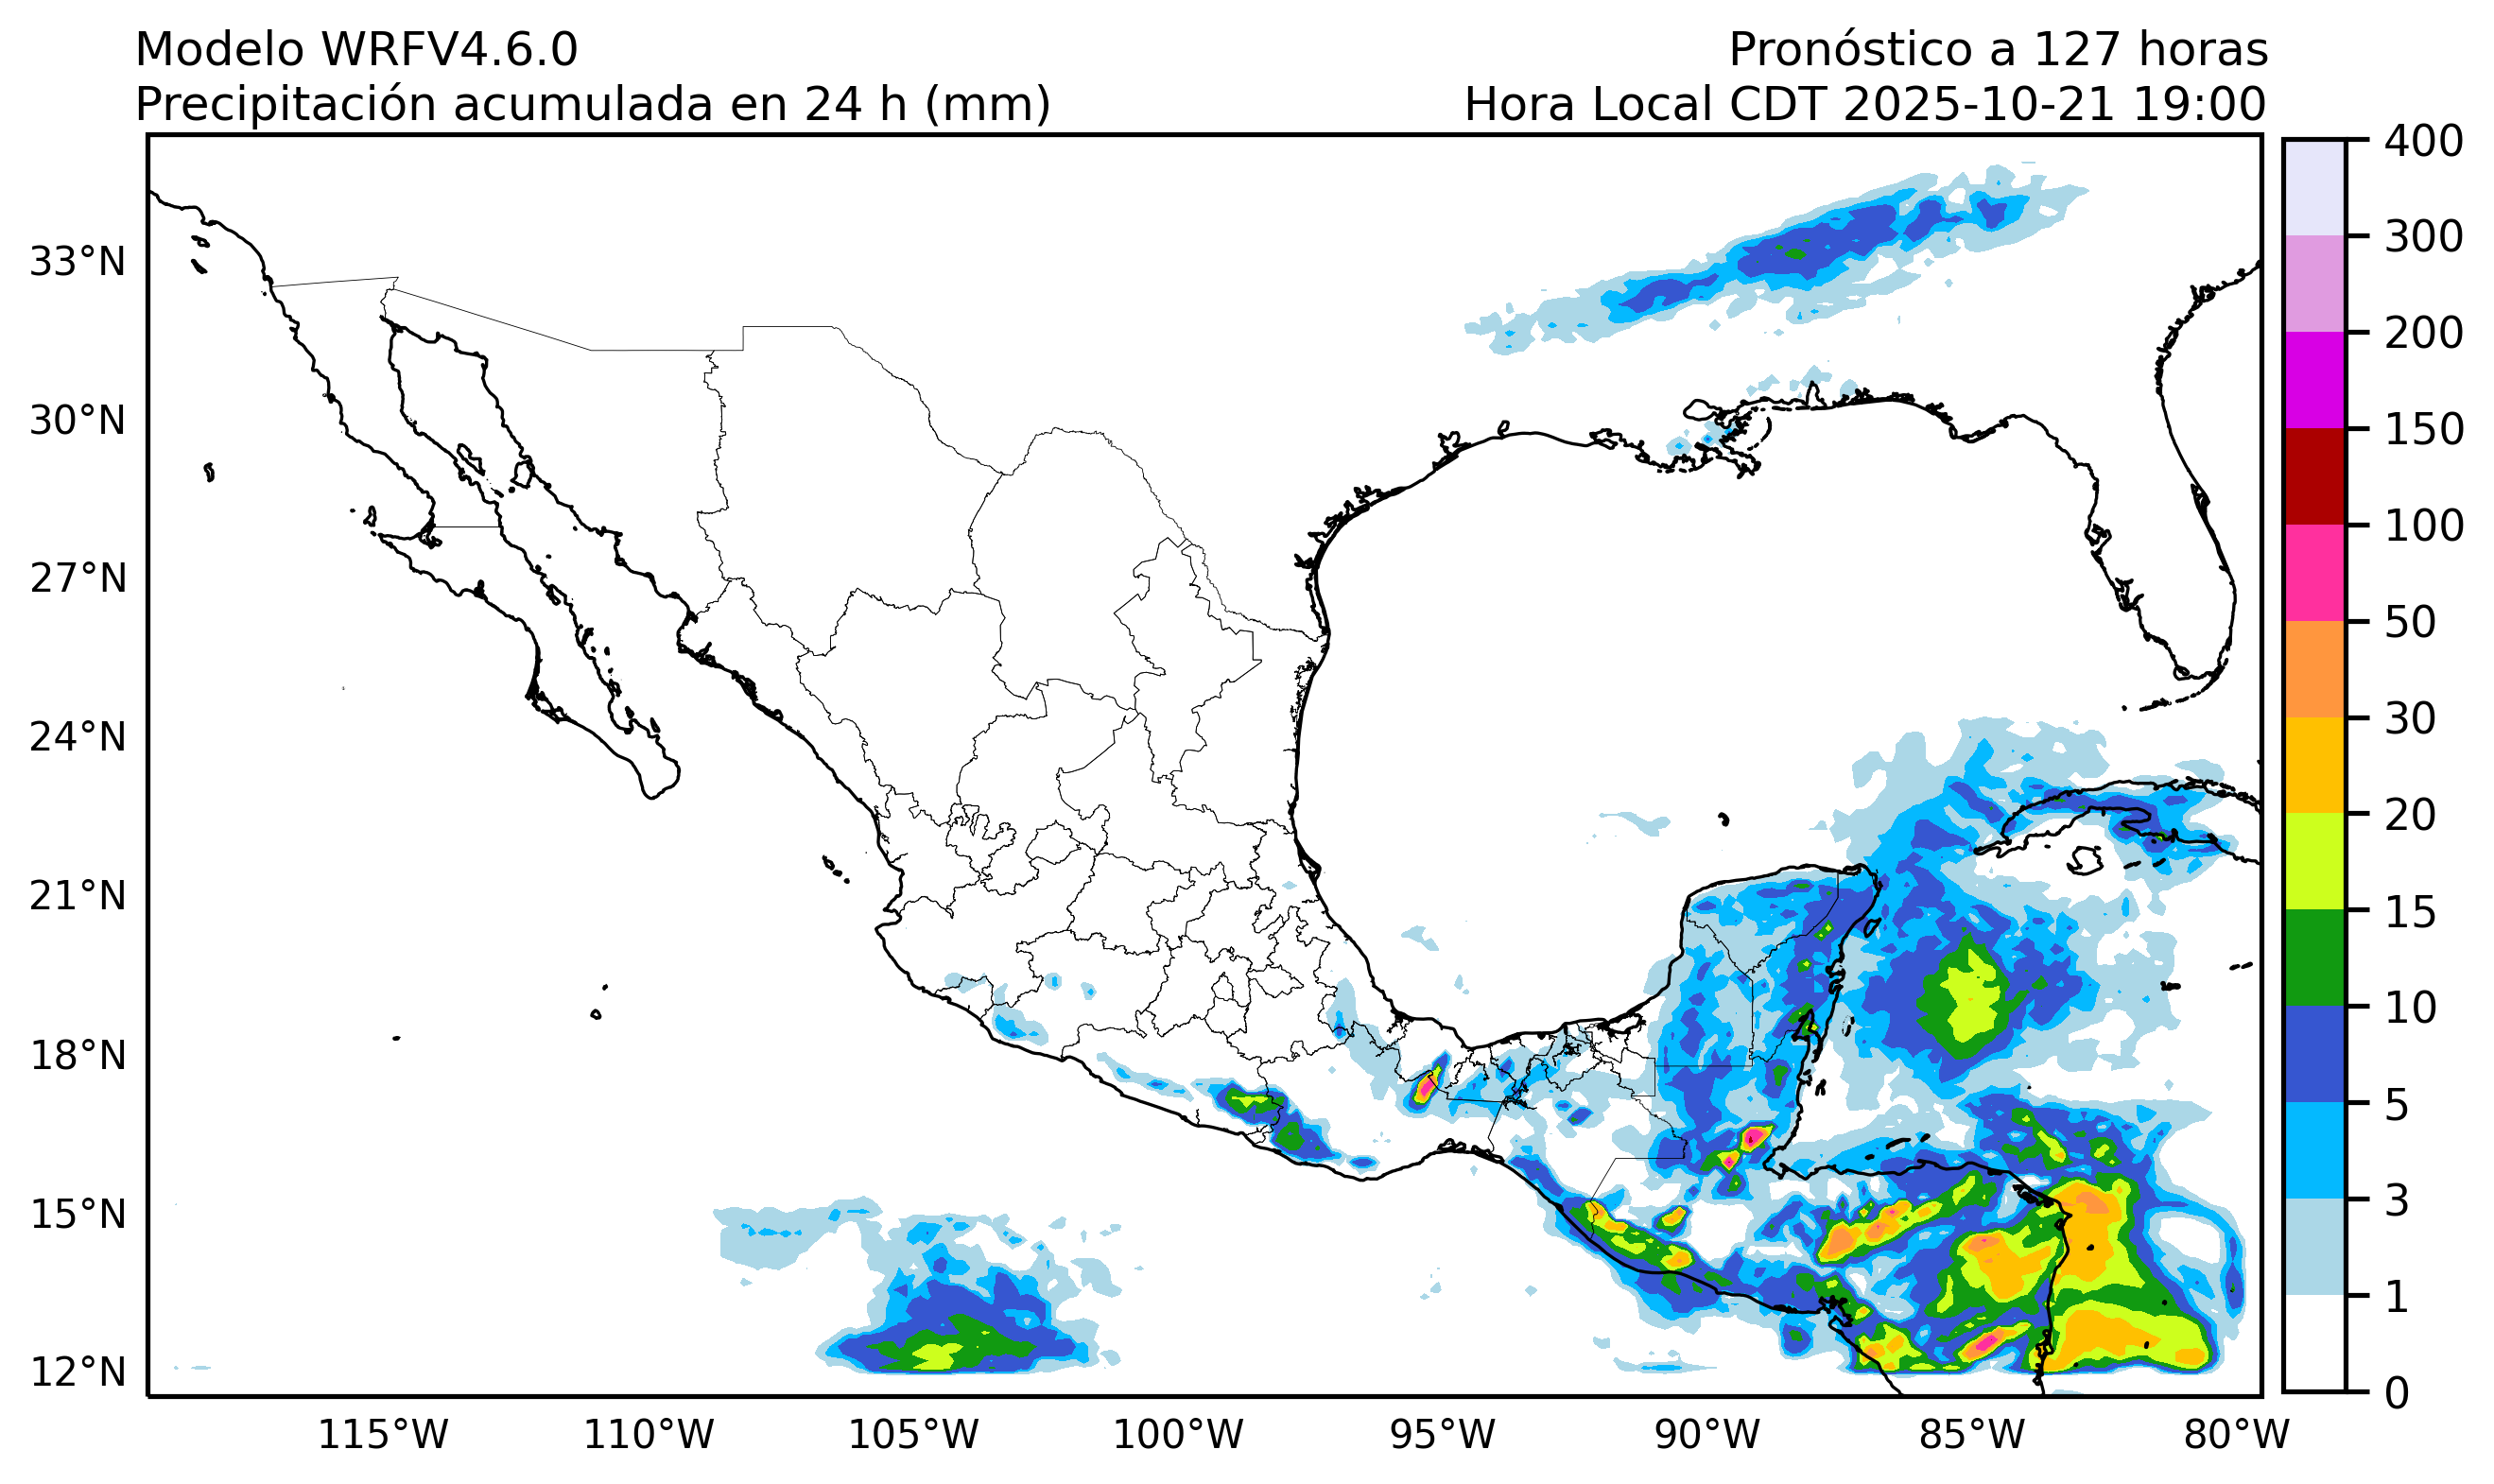 Modelo WRFV4.6.0
Pronóstico a 127 horas
Precipitación acumulada en 24 h (mm)
Hora Local CDT 2025-10-21 19:00
33°N
30°N
27°N
24°N
21°N
18°N
15°N
12°N
115°W
110°W
105°W
100°W
95°W
90°W
85°W
80°W
400
300
200
150
100
50
30
20
15
10
5
3
1
0